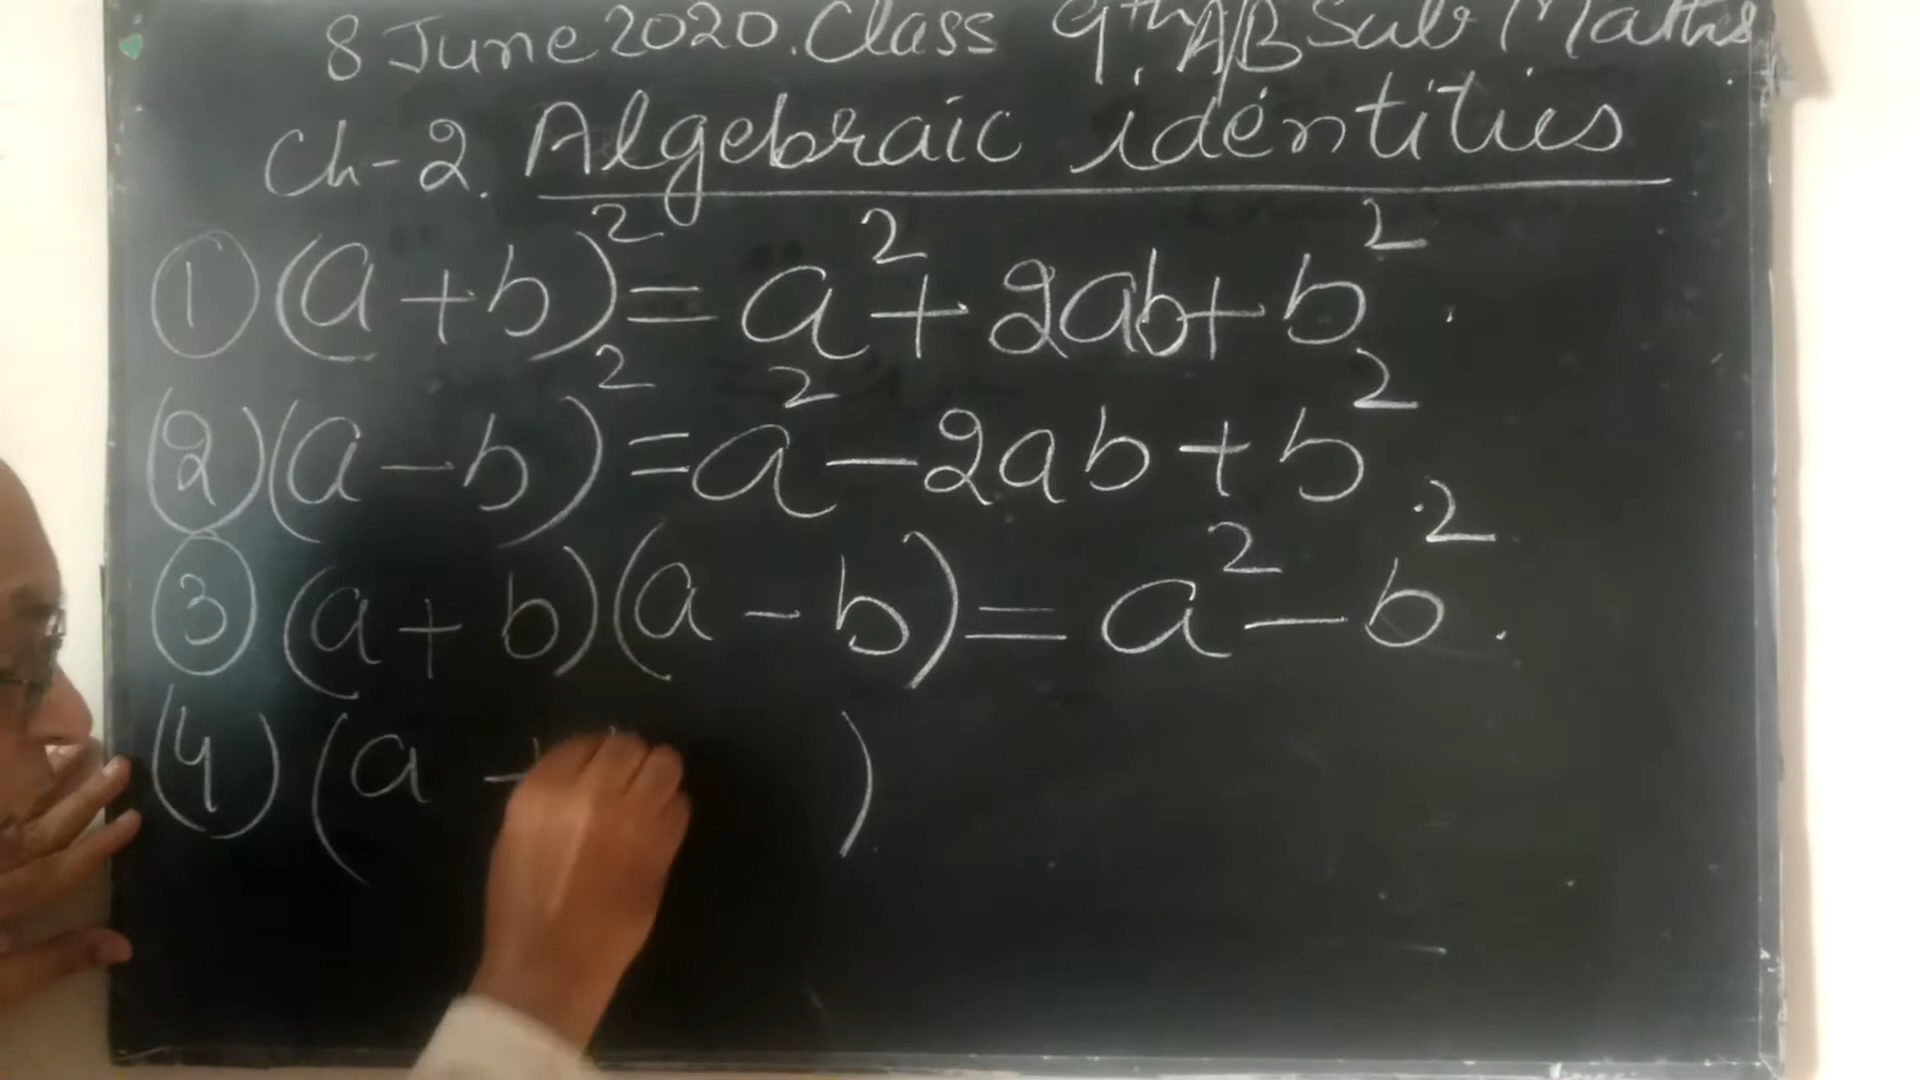 8 June 2020. Class 9th A/B Sub Maths
Ch-2. Algebraic identities
① (a + b)² = a² + 2ab + b².
(2) (a - b)² = a² - 2ab + b².
③ (a + b)(a - b) = a² - b².
(4) (a + )